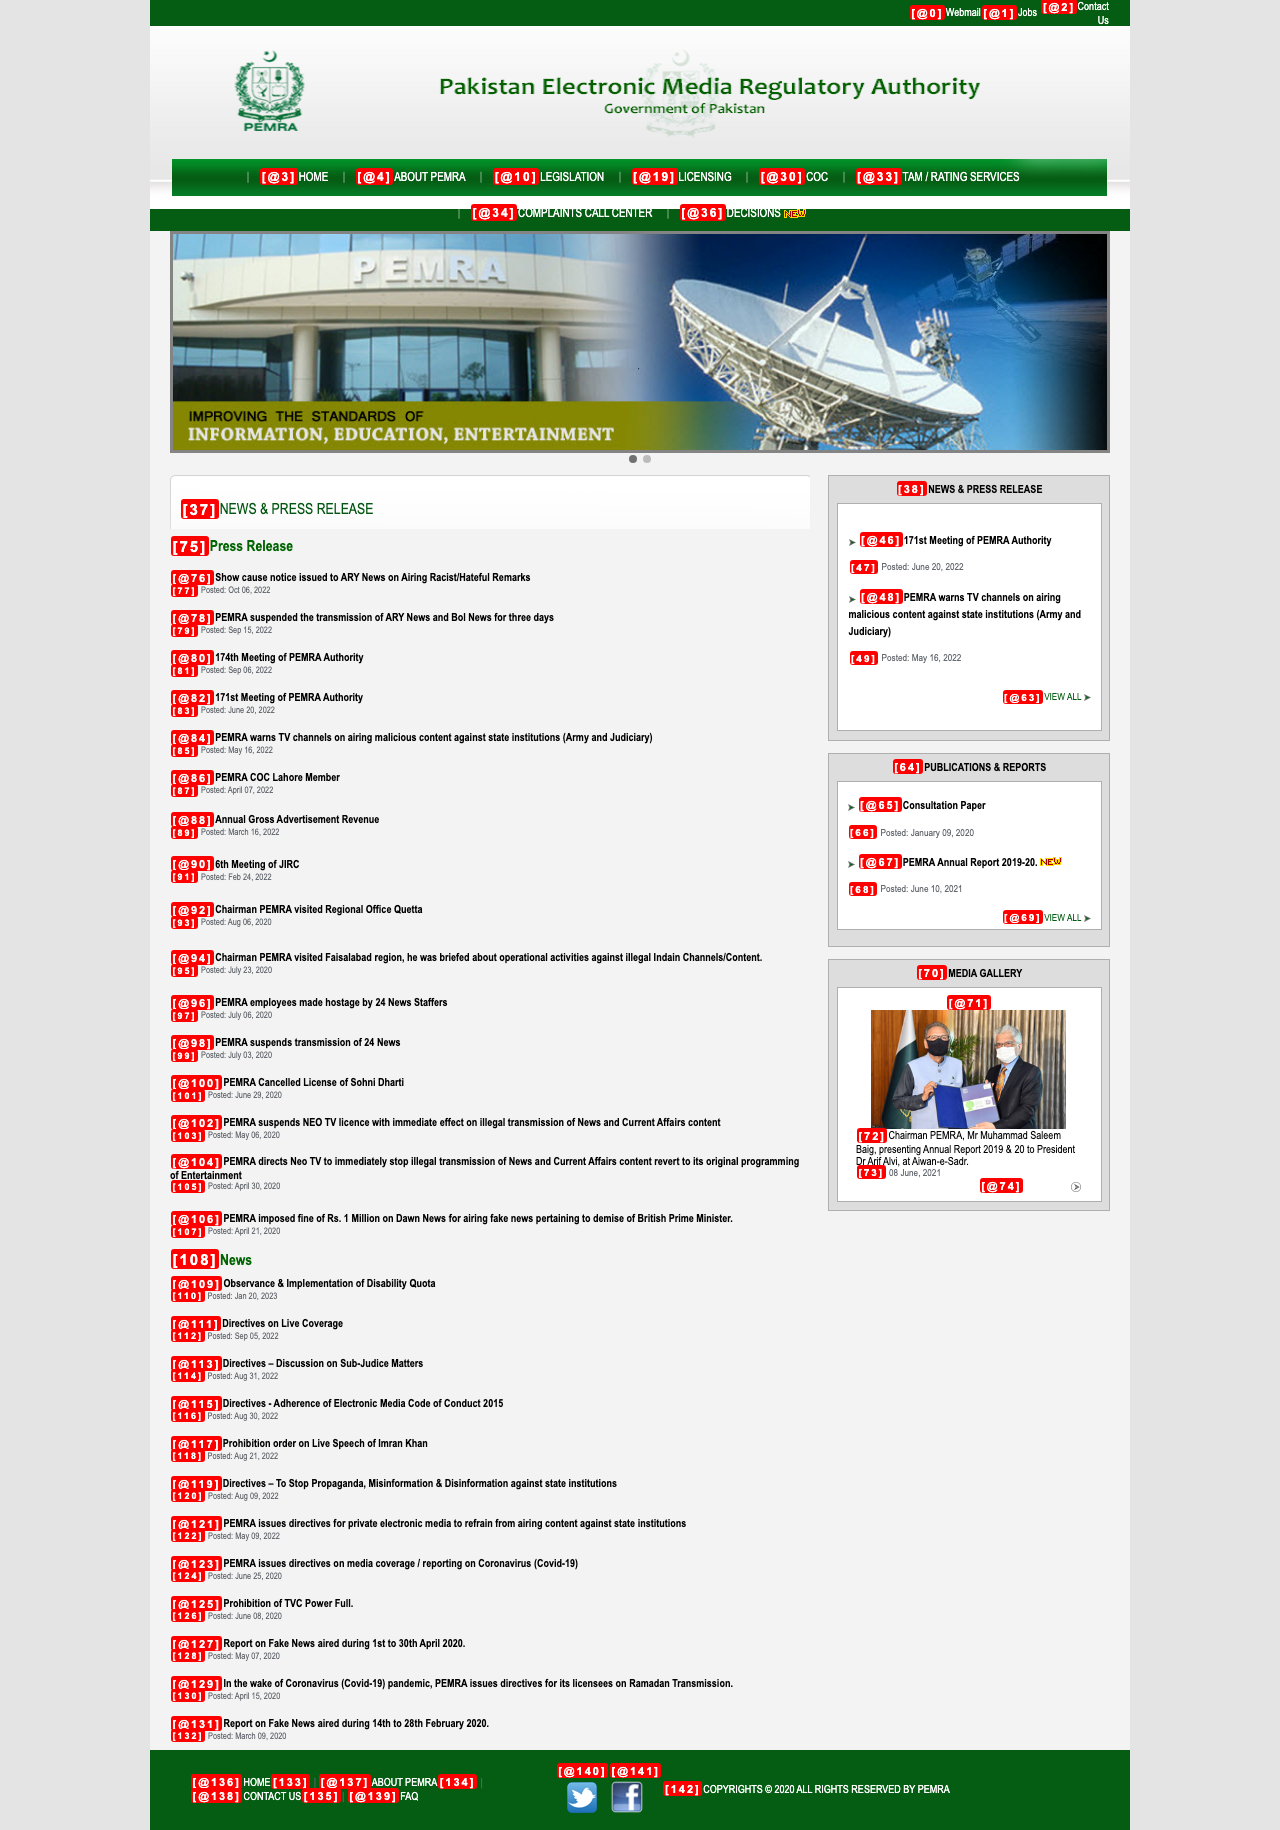 [@0] Webmail [@1] Jobs [@2] Contact Us
PEMRA
Pakistan Electronic Media Regulatory Authority
Government of Pakistan
[@3] HOME | [@4] ABOUT PEMRA | [@10] LEGISLATION | [@19] LICENSING | [@30] COC | [@33] TAM / RATING SERVICES
[@34] COMPLAINTS CALL CENTER | [@36] DECISIONS NEW
PEMRA
IMPROVING THE STANDARDS OF
INFORMATION, EDUCATION, ENTERTAINMENT
[37] NEWS & PRESS RELEASE
[75] Press Release
[@76] Show cause notice issued to ARY News on Airing Racist/Hateful Remarks
[77] Posted: Oct 06, 2022
[@78] PEMRA suspended the transmission of ARY News and Bol News for three days
[79] Posted: Sep 15, 2022
[@80] 174th Meeting of PEMRA Authority
[81] Posted: Sep 06, 2022
[@82] 171st Meeting of PEMRA Authority
[83] Posted: June 20, 2022
[@84] PEMRA warns TV channels on airing malicious content against state institutions (Army and Judiciary)
[85] Posted: May 16, 2022
[@86] PEMRA COC Lahore Member
[87] Posted: April 07, 2022
[@88] Annual Gross Advertisement Revenue
[89] Posted: March 16, 2022
[@90] 6th Meeting of JIRC
[91] Posted: Feb 24, 2022
[@92] Chairman PEMRA visited Regional Office Quetta
[93] Posted: Aug 06, 2020
[@94] Chairman PEMRA visited Faisalabad region, he was briefed about operational activities against illegal Indain Channels/Content.
[95] Posted: July 23, 2020
[@96] PEMRA employees made hostage by 24 News Staffers
[97] Posted: July 06, 2020
[@98] PEMRA suspends transmission of 24 News
[99] Posted: July 03, 2020
[@100] PEMRA Cancelled License of Sohni Dharti
[101] Posted: June 29, 2020
[@102] PEMRA suspends NEO TV licence with immediate effect on illegal transmission of News and Current Affairs content
[103] Posted: May 06, 2020
[@104] PEMRA directs Neo TV to immediately stop illegal transmission of News and Current Affairs content revert to its original programming
of Entertainment
[105] Posted: April 30, 2020
[@106] PEMRA imposed fine of Rs. 1 Million on Dawn News for airing fake news pertaining to demise of British Prime Minister.
[107] Posted: April 21, 2020
[108] News
[@109] Observance & Implementation of Disability Quota
[110] Posted: Jan 20, 2023
[@111] Directives on Live Coverage
[112] Posted: Sep 05, 2022
[@113] Directives – Discussion on Sub-Judice Matters
[114] Posted: Aug 31, 2022
[@115] Directives - Adherence of Electronic Media Code of Conduct 2015
[116] Posted: Aug 30, 2022
[@117] Prohibition order on Live Speech of Imran Khan
[118] Posted: Aug 21, 2022
[@119] Directives – To Stop Propaganda, Misinformation & Disinformation against state institutions
[120] Posted: Aug 09, 2022
[@121] PEMRA issues directives for private electronic media to refrain from airing content against state institutions
[122] Posted: May 09, 2022
[@123] PEMRA issues directives on media coverage / reporting on Coronavirus (Covid-19)
[124] Posted: June 25, 2020
[@125] Prohibition of TVC Power Full.
[126] Posted: June 08, 2020
[@127] Report on Fake News aired during 1st to 30th April 2020.
[128] Posted: May 07, 2020
[@129] In the wake of Coronavirus (Covid-19) pandemic, PEMRA issues directives for its licensees on Ramadan Transmission.
[130] Posted: April 15, 2020
[@131] Report on Fake News aired during 14th to 28th February 2020.
[132] Posted: March 09, 2020
[38] NEWS & PRESS RELEASE
[@46] 171st Meeting of PEMRA Authority
[47] Posted: June 20, 2022
[@48] PEMRA warns TV channels on airing
malicious content against state institutions (Army and
Judiciary)
[49] Posted: May 16, 2022
[@63] VIEW ALL
[64] PUBLICATIONS & REPORTS
[@65] Consultation Paper
[66] Posted: January 09, 2020
[@67] PEMRA Annual Report 2019-20. NEW
[68] Posted: June 10, 2021
[@69] VIEW ALL
[70] MEDIA GALLERY
[@71]
[72] Chairman PEMRA, Mr Muhammad Saleem
Baig, presenting Annual Report 2019 & 20 to President
Dr Arif Alvi, at Aiwan-e-Sadr.
[73] 08 June, 2021
[@74]
[@136] HOME [133] | [@137] ABOUT PEMRA [134] |
[@138] CONTACT US [135] | [@139] FAQ
[@140] [@141]
[142] COPYRIGHTS © 2020 ALL RIGHTS RESERVED BY PEMRA